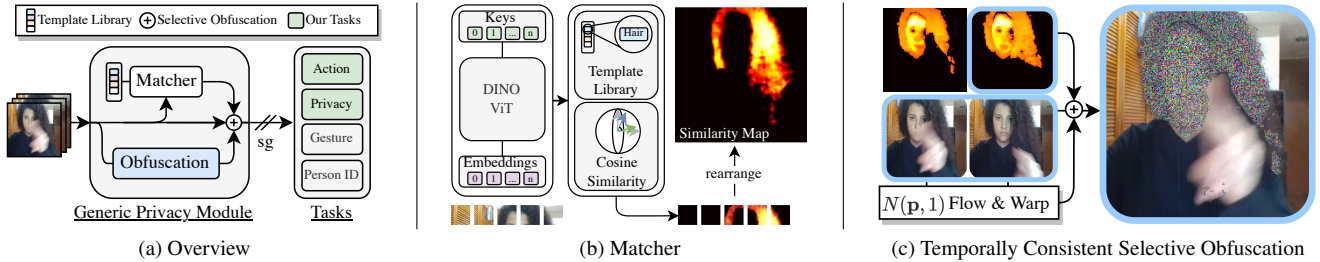 Template Library Selective Obfuscation Our Tasks
Matcher
Obfuscation
Generic Privacy Module
sg
Action
Privacy
Gesture
Person ID
Tasks
(a) Overview
Keys
0 1 ... n
DINO
ViT
Embeddings
0 1 ... n
Hair
Template
Library
Cosine
Similarity
Similarity Map
rearrange
(b) Matcher
N(p, 1) Flow & Warp
(c) Temporally Consistent Selective Obfuscation